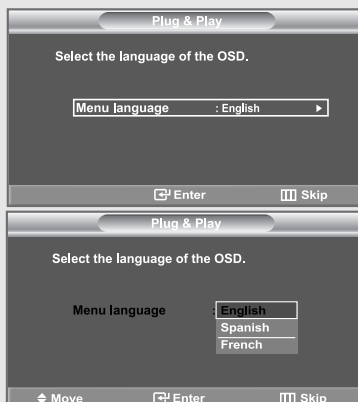 Plug & Play
Select the language of the OSD.
Menu language : English ►
Enter Skip
Plug & Play
Select the language of the OSD.
Menu language : English
Spanish
French
Move Enter Skip